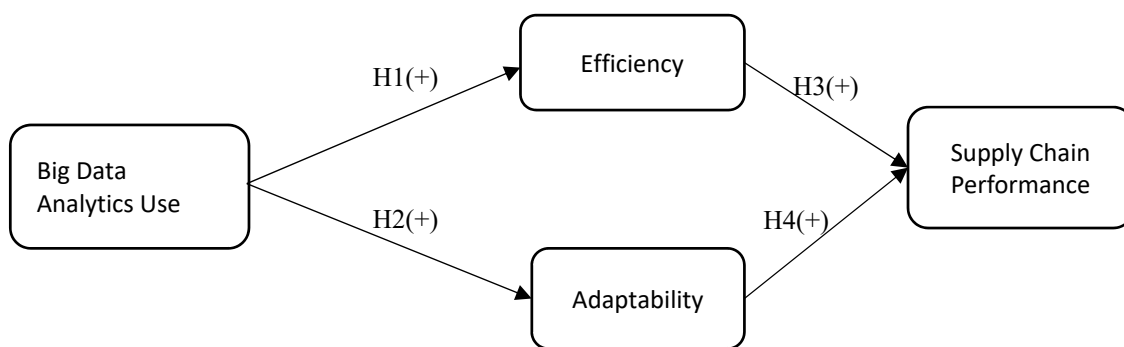 Efficiency
H1(+)
H3(+)
Big Data
Analytics Use
Supply Chain
Performance
H2(+)
H4(+)
Adaptability